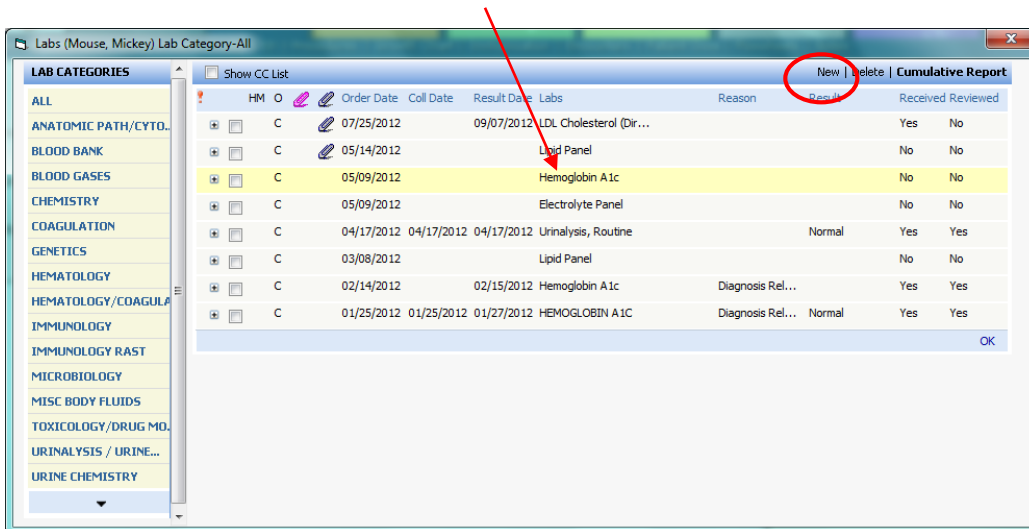 Labs (Mouse, Mickey) Lab Category-All
LAB CATEGORIES
ALL
ANATOMIC PATH/CYTO..
BLOOD BANK
BLOOD GASES
CHEMISTRY
COAGULATION
GENETICS
HEMATOLOGY
HEMATOLOGY/COAGULA
IMMUNOLOGY
IMMUNOLOGY RAST
MICROBIOLOGY
MISC BODY FLUIDS
TOXICOLOGY/DRUG MO.
URINALYSIS / URINE...
URINE CHEMISTRY
Show CC List New | Delete | Cumulative Report
! HM O Order Date Coll Date Result Date Labs Reason Result Received Reviewed
C 07/25/2012 09/07/2012 LDL Cholesterol (Dir... Yes No
C 05/14/2012 Lipid Panel No No
C 05/09/2012 Hemoglobin A1c No No
C 05/09/2012 Electrolyte Panel No No
C 04/17/2012 04/17/2012 04/17/2012 Urinalysis, Routine Normal Yes Yes
C 03/08/2012 Lipid Panel No No
C 02/14/2012 02/15/2012 Hemoglobin A1c Diagnosis Rel... Yes Yes
C 01/25/2012 01/25/2012 01/27/2012 HEMOGLOBIN A1C Diagnosis Rel... Normal Yes Yes
OK